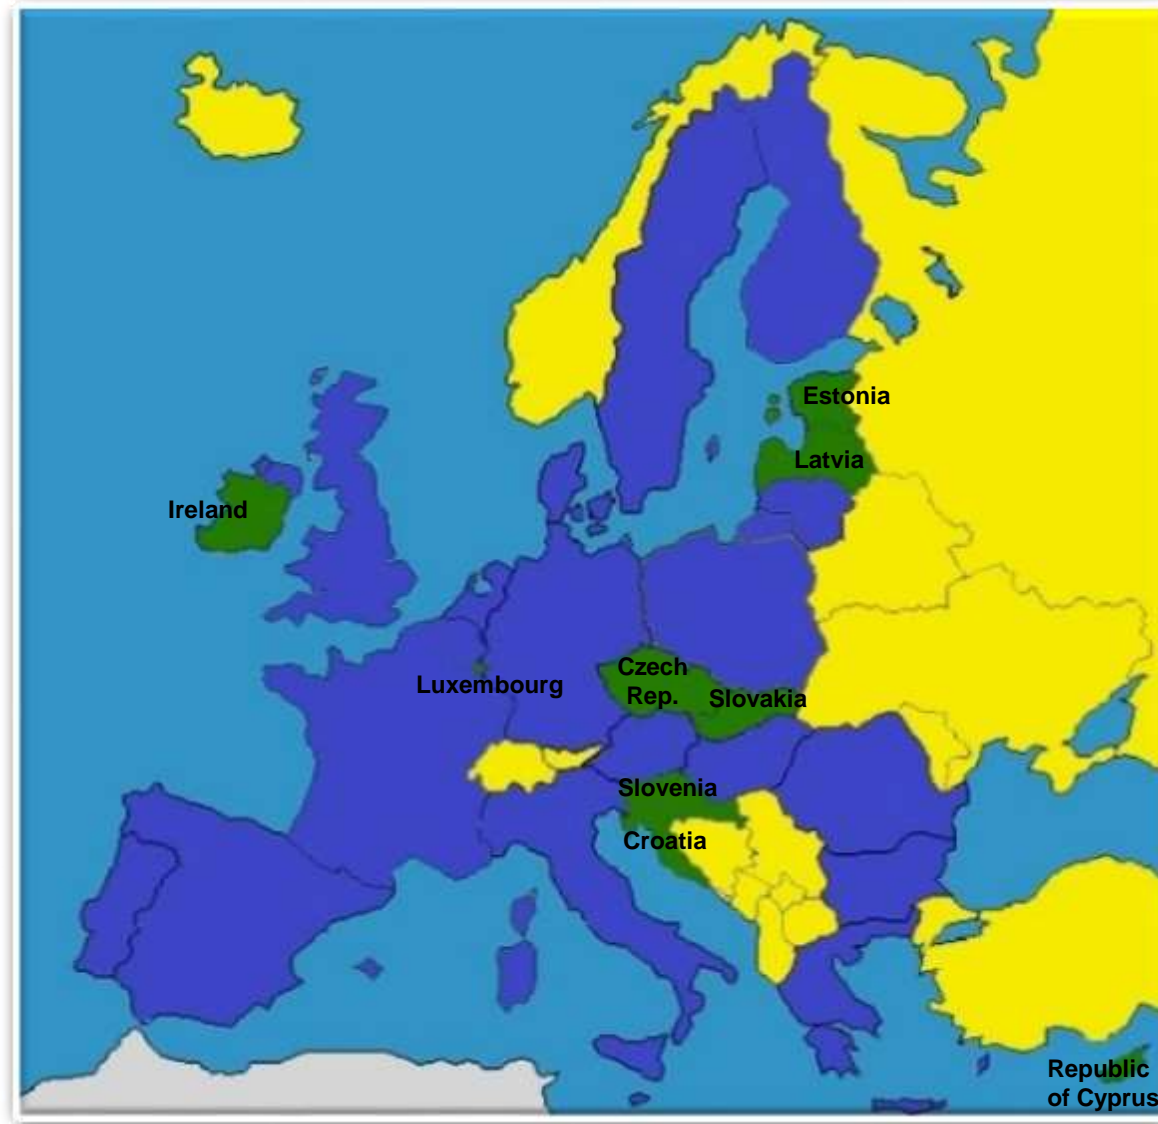 Estonia
Latvia
Ireland
Czech
Rep.
Luxembourg
Slovakia
Slovenia
Croatia
Republic
of Cyprus